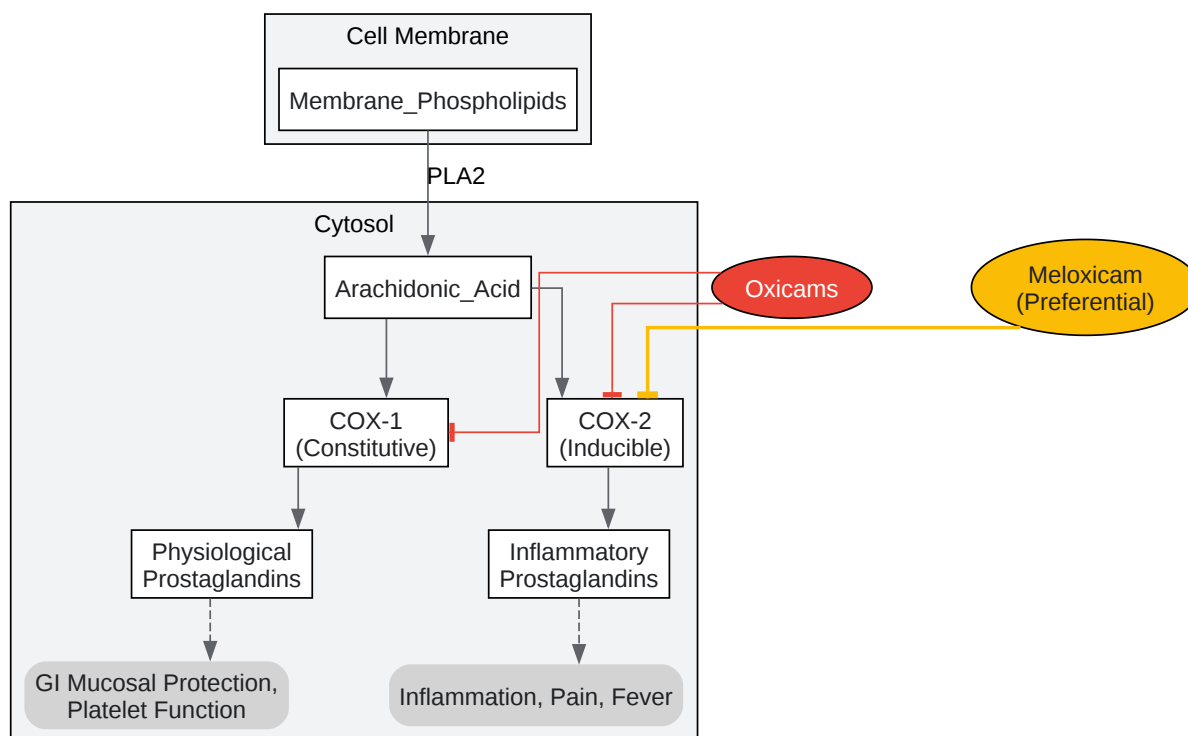 Cell Membrane
Membrane_Phospholipids
PLA2
Cytosol
Arachidonic_Acid
Oxicams
Meloxicam
(Preferential)
COX-1
(Constitutive)
COX-2
(Inducible)
Physiological
Prostaglandins
Inflammatory
Prostaglandins
GI Mucosal Protection,
Platelet Function
Inflammation, Pain, Fever